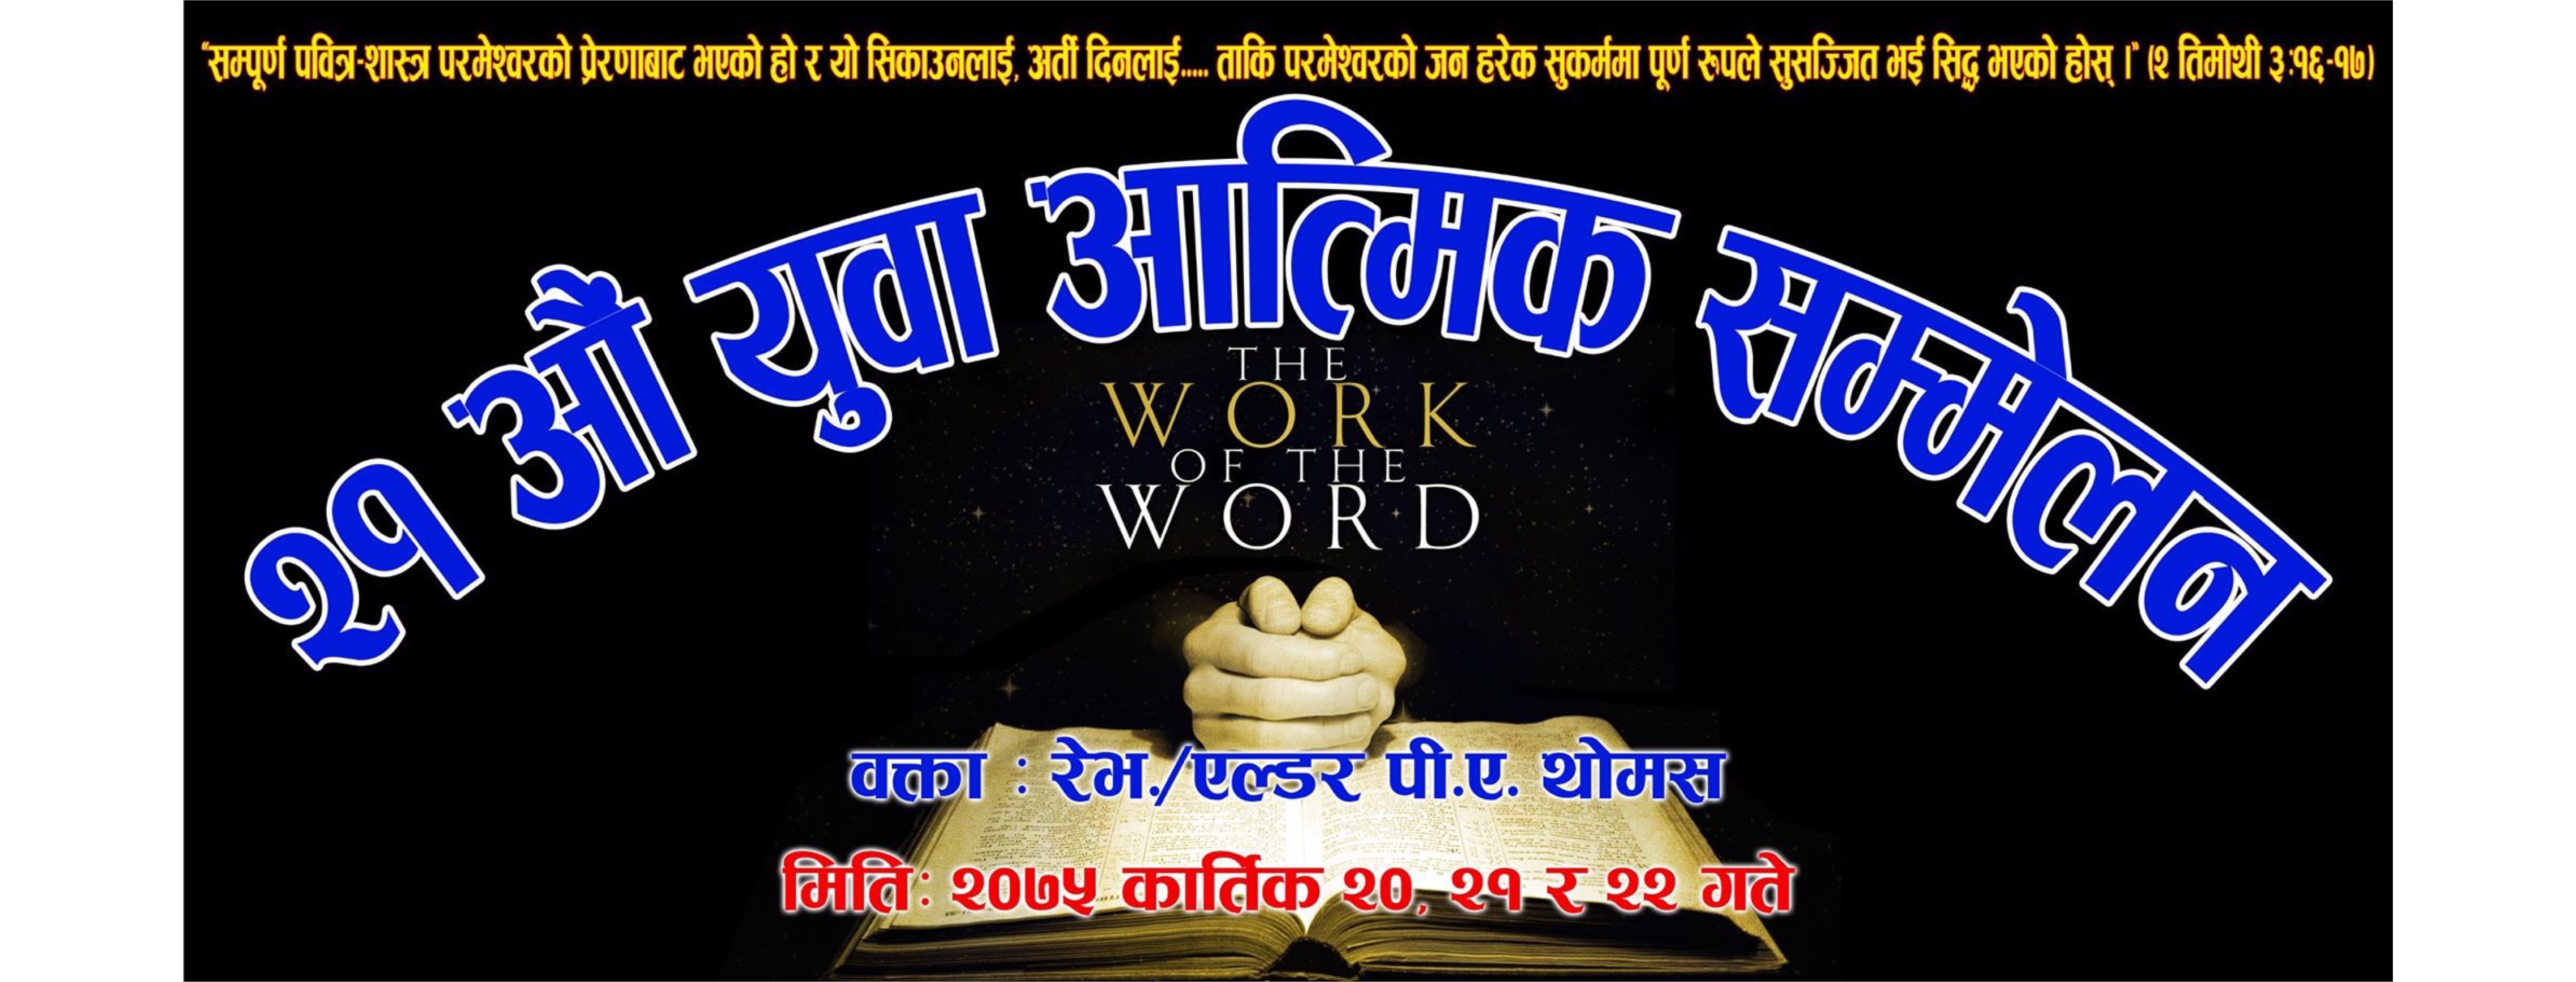 "सम्पूर्ण पवित्र-शास्त्र परमेश्वरको प्रेरणाबाट भएको हो र यो सिकाउनलाई, अर्ती दिनलाई..... ताकि परमेश्वरको जन हरेक सुकर्ममा पूर्ण रूपले सुसज्जित भई सिद्ध भएको होस् ।" (२ तिमोथी ३:१६-१७)
२१ औं युवा आत्मिक सम्मेलन
THE
WORK
OF THE
WORD
वक्ता : रेभ./एल्डर पी.ए. थोमस
मिति: २०७५ कार्तिक २०, २१ र २२ गते